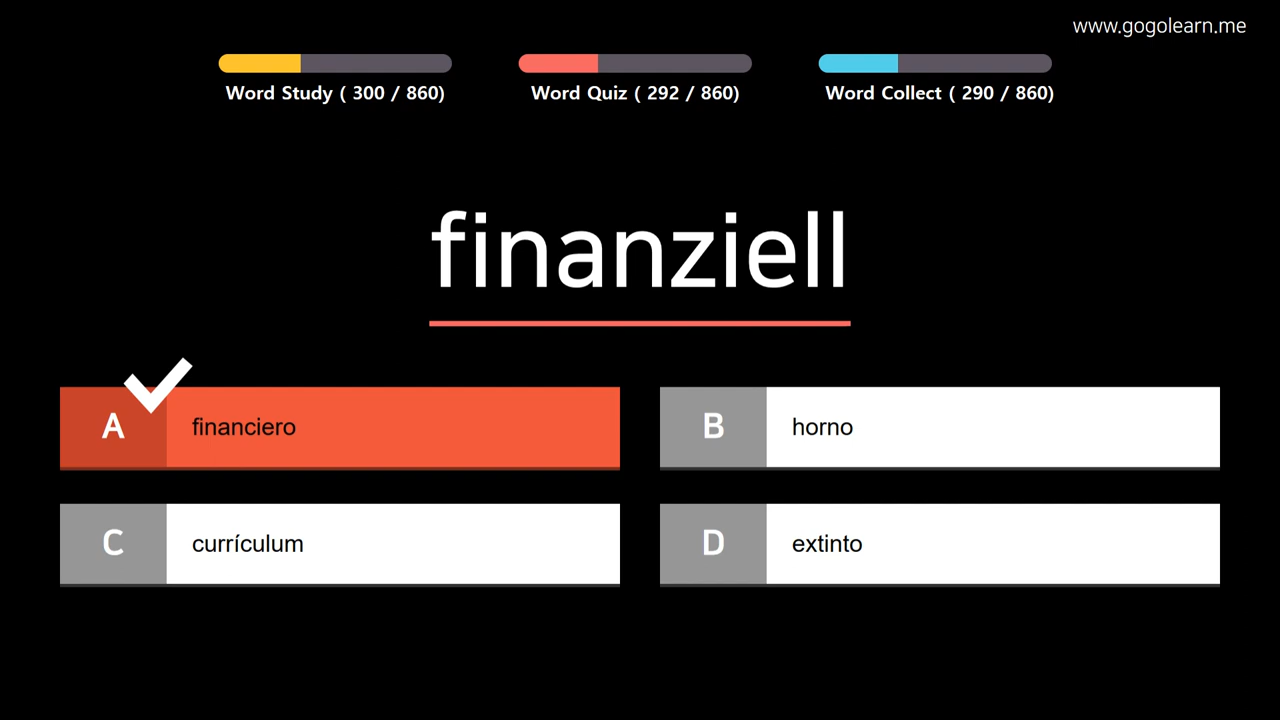 www.gogolearn.me
Word Study ( 300 / 860)
Word Quiz ( 292 / 860)
Word Collect ( 290 / 860)
finanziell
A financiero
B horno
C currículum
D extinto